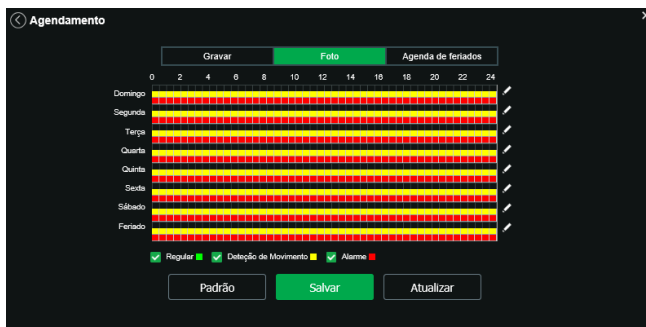 Agendamento
Gravar Foto Agenda de feriados
0 2 4 6 8 10 12 14 16 18 20 22 24
Domingo
Segunda
Terça
Quarta
Quinta
Sexta
Sábado
Feriado
Regular Deteção de Movimento Alarme
Padrão Salvar Atualizar